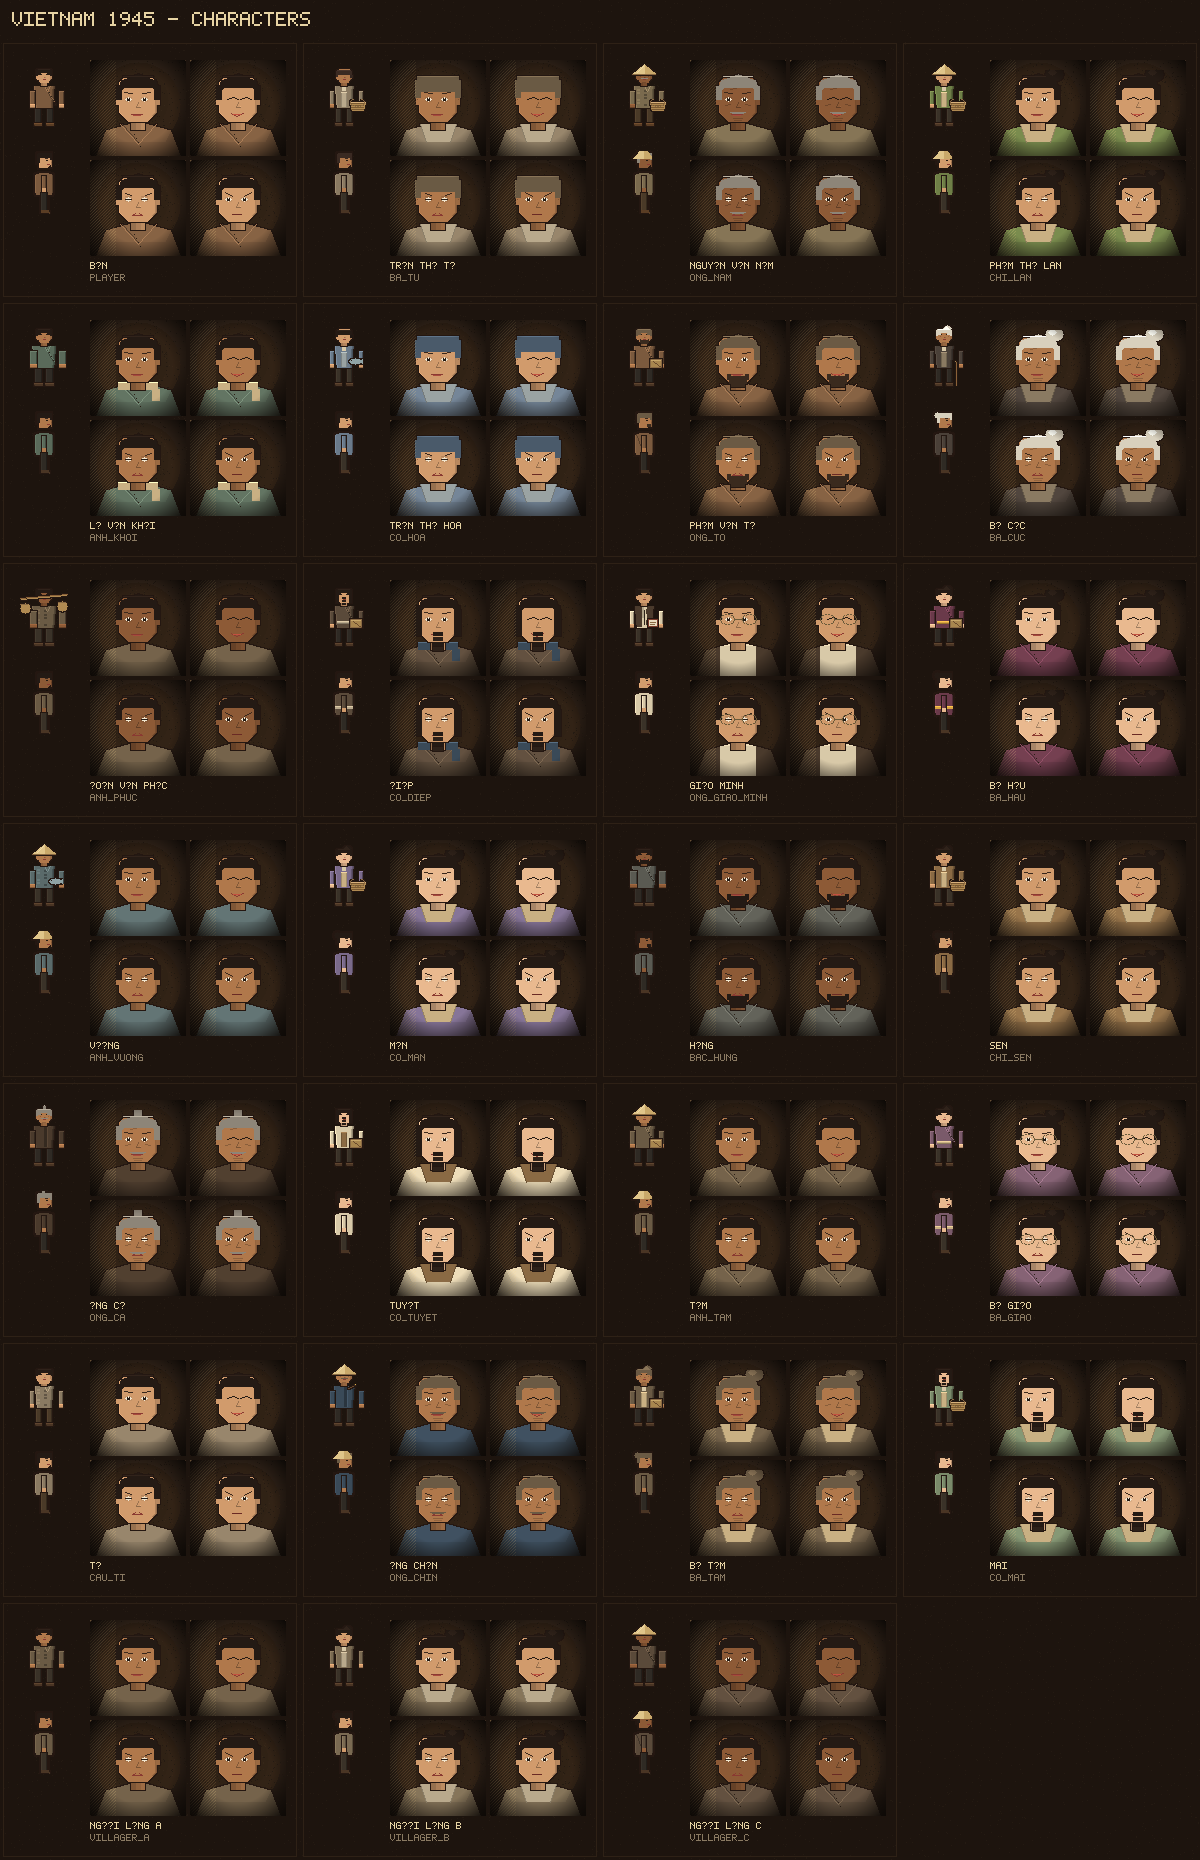 VIETNAM 1945 - CHARACTERS
B?N
PLAYER
TR?N TH? T?
BA_TU
NGUY?N V?N N?M
ONG_NAM
PH?M TH? LAN
CHI_LAN
L? V?N KH?I
ANH_KHOI
TR?N TH? HOA
CO_HOA
PH?M V?N T?
ONG_TO
B? C?C
BA_CUC
?O?N V?N PH?C
ANH_PHUC
?I?P
CO_DIEP
GI?O MINH
ONG_GIAO_MINH
B? H?U
BA_HAU
V??NG
ANH_VUONG
M?N
CO_MAN
H?NG
BAC_HUNG
SEN
CHI_SEN
?NG C?
ONG_CA
TUY?T
CO_TUYET
T?M
ANH_TAM
B? GI?O
BA_GIAO
T?
CAU_TI
?NG CH?N
ONG_CHIN
B? T?M
BA_TAM
MAI
CO_MAI
NG??I L?NG A
VILLAGER_A
NG??I L?NG B
VILLAGER_B
NG??I L?NG C
VILLAGER_C